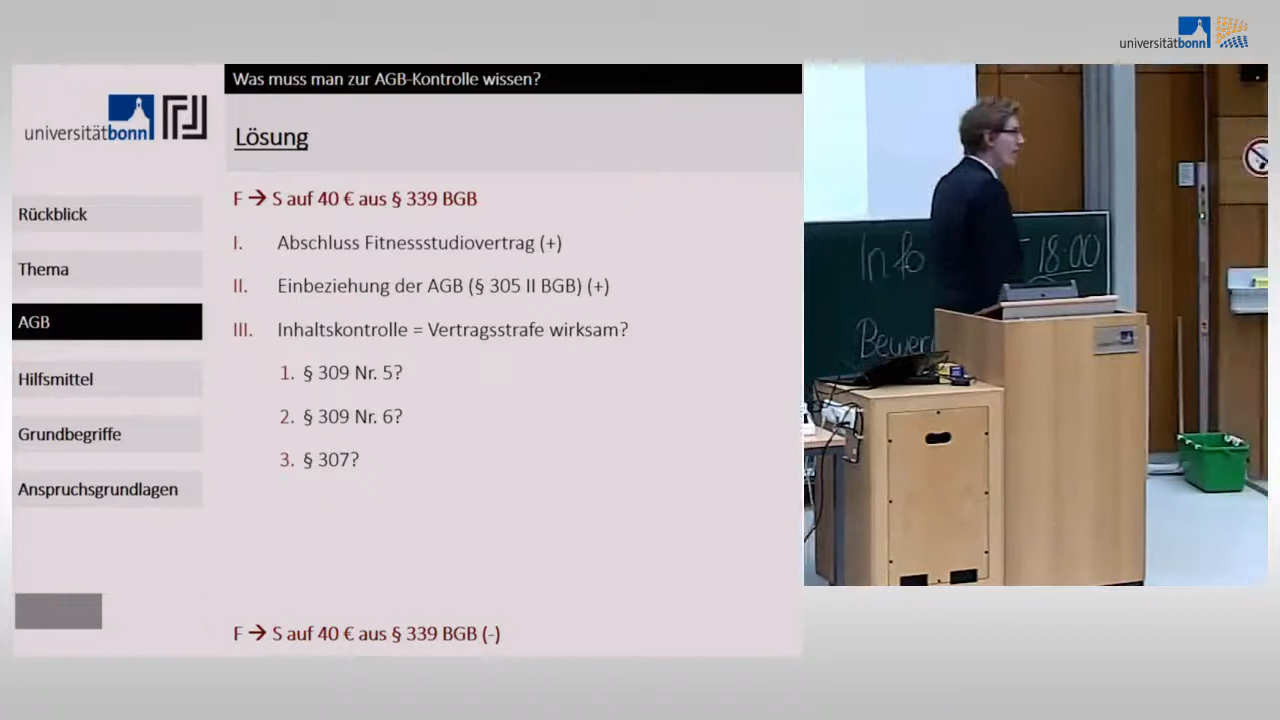 universitätbonn
Was muss man zur AGB-Kontrolle wissen?
universitätbonn
Lösung
Rückblick
Thema
AGB
Hilfsmittel
Grundbegriffe
Anspruchsgrundlagen
F → S auf 40 € aus § 339 BGB
I. Abschluss Fitnessstudiovertrag (+)
II. Einbeziehung der AGB (§ 305 II BGB) (+)
III. Inhaltskontrolle = Vertragsstrafe wirksam?
1. § 309 Nr. 5?
2. § 309 Nr. 6?
3. § 307?
F → S auf 40 € aus § 339 BGB (-)
Info
18:00
Bewer